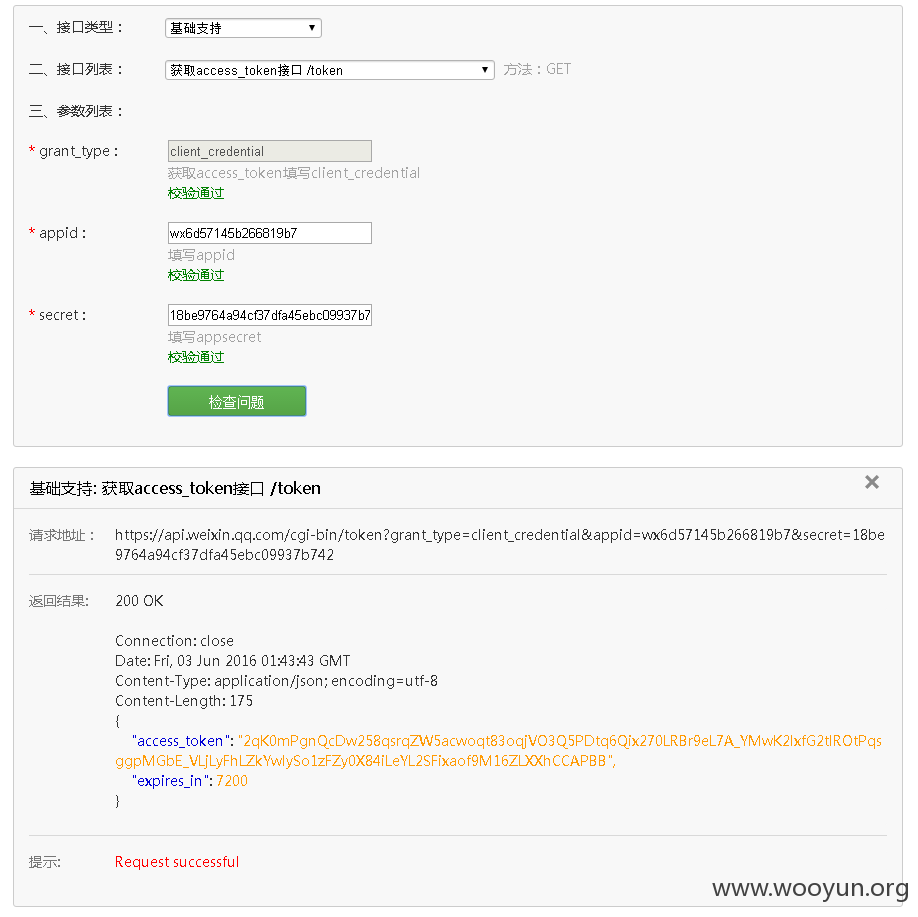 一、接口类型： 基础支持
二、接口列表： 获取access_token接口 /token 方法：GET
三、参数列表：
* grant_type : client_credential
获取access_token填写client_credential
校验通过
* appid : wx6d57145b266819b7
填写appid
校验通过
* secret : 18be9764a94cf37dfa45ebc09937b7
填写appsecret
校验通过
检查问题
基础支持: 获取access_token接口 /token
请求地址： https://api.weixin.qq.com/cgi-bin/token?grant_type=client_credential&appid=wx6d57145b266819b7&secret=18be
9764a94cf37dfa45ebc09937b742
返回结果: 200 OK
Connection: close
Date: Fri, 03 Jun 2016 01:43:43 GMT
Content-Type: application/json; encoding=utf-8
Content-Length: 175
{
"access_token":
"expires_in": 7200
}
提示: Request successful
www.wooyun.org